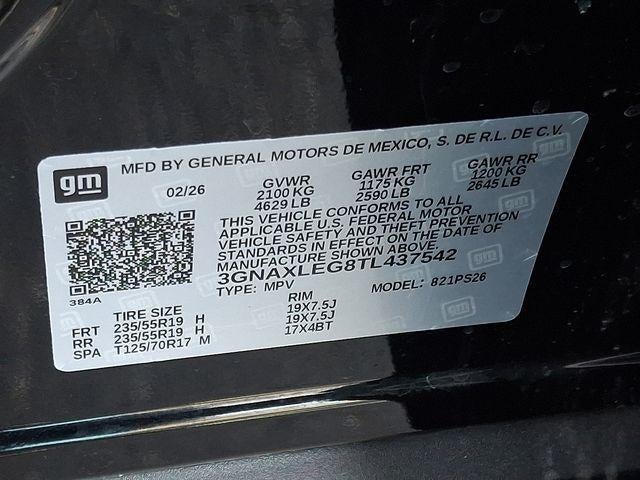 gm
MFD BY GENERAL MOTORS DE MEXICO, S. DE R.L. DE C.V.
02/26
GVWR
2100 KG
4629 LB
GAWR FRT
1175 KG
2590 LB
GAWR RR
1200 KG
2645 LB
THIS VEHICLE CONFORMS TO ALL
APPLICABLE U.S. FEDERAL MOTOR
VEHICLE SAFETY AND THEFT PREVENTION
STANDARDS IN EFFECT ON THE DATE OF
MANUFACTURE SHOWN ABOVE.
3GNAXLEG8TL437542
TYPE: MPV MODEL: 821PS26
384A
TIRE SIZE RIM
FRT 235/55R19 H 19X7.5J
RR 235/55R19 H 19X7.5J
SPA T125/70R17 M 17X4BT